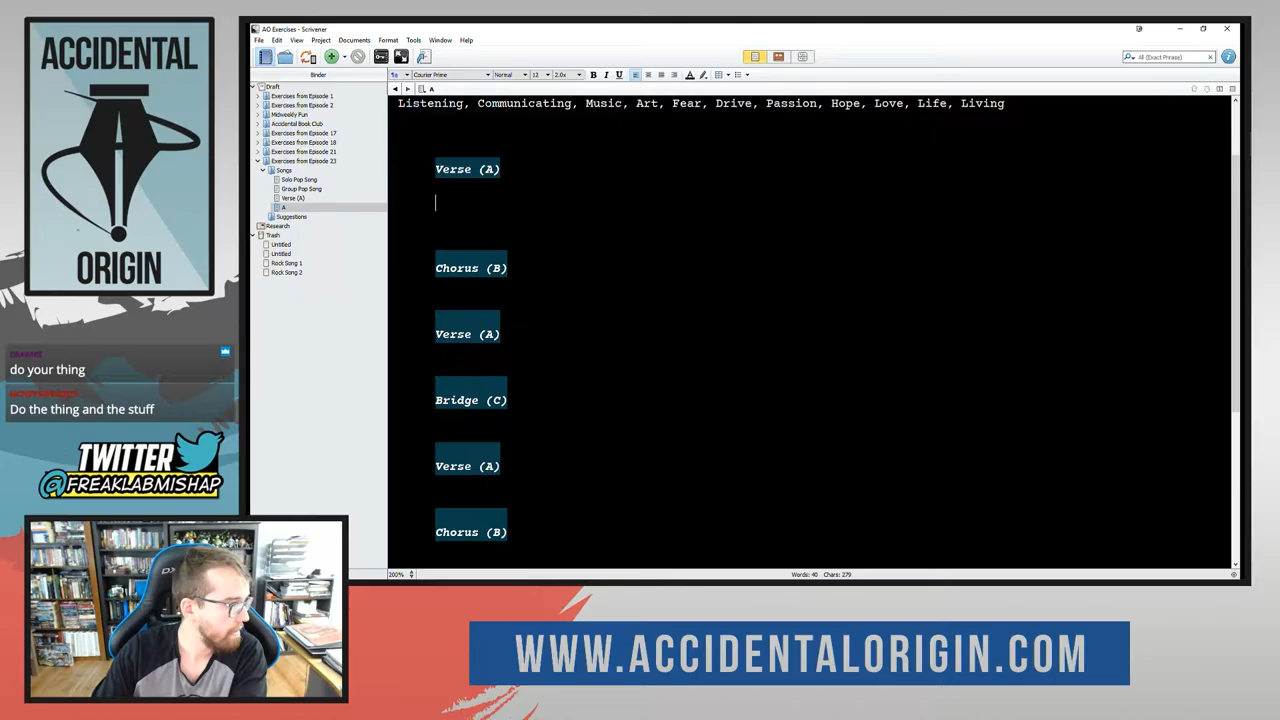 ACCIDENTAL
ORIGIN
do your thing
Do the thing and the stuff
TWITTER
@FREAKLABMISHAP
AO Exercises - Scrivener
File Edit View Project Documents Format Tools Window Help
All (Exact Phrase)
Binder
Courier Prime Normal 12 2.0x B I U A
Draft
Exercises from Episode 1
Exercises from Episode 2
Midweekly Fun
Accidental Book Club
Exercises from Episode 17
Exercises from Episode 18
Exercises from Episode 21
Exercises from Episode 23
Songs
Solo Pop Song
Group Pop Song
Verse (A)
A
Suggestions
Research
Trash
Untitled
Untitled
Rock Song 1
Rock Song 2
A
Listening, Communicating, Music, Art, Fear, Drive, Passion, Hope, Love, Life, Living
Verse (A)
Chorus (B)
Verse (A)
Bridge (C)
Verse (A)
Chorus (B)
200%
Words: 40 Chars: 279
WWW.ACCIDENTALORIGIN.COM